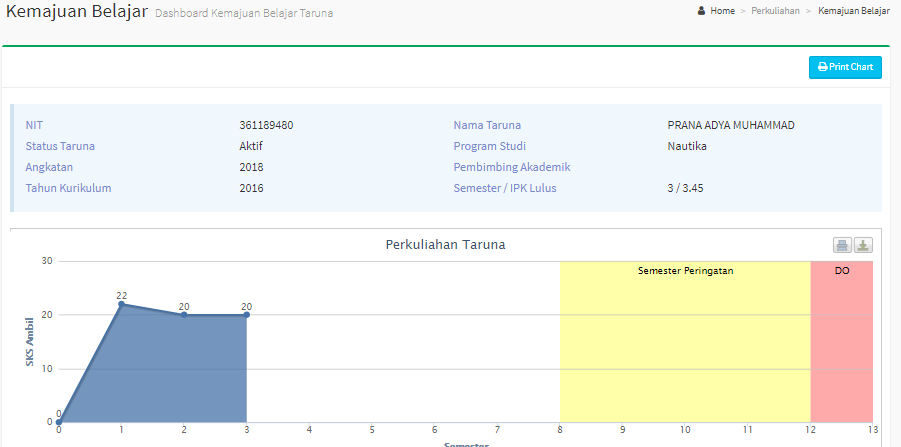 Kemajuan Belajar Dashboard Kemajuan Belajar Taruna
Home > Perkuliahan > Kemajuan Belajar
Print Chart
NIT 361189480 Nama Taruna PRANA ADYA MUHAMMAD
Status Taruna Aktif Program Studi Nautika
Angkatan 2018 Pembimbing Akademik
Tahun Kurikulum 2016 Semester / IPK Lulus 3 / 3.45
Perkuliahan Taruna
Semester Peringatan DO
30
20
10
0
SKS Ambil
0 22 20 20
0 1 2 3 4 5 6 7 8 9 10 11 12 13
Semester